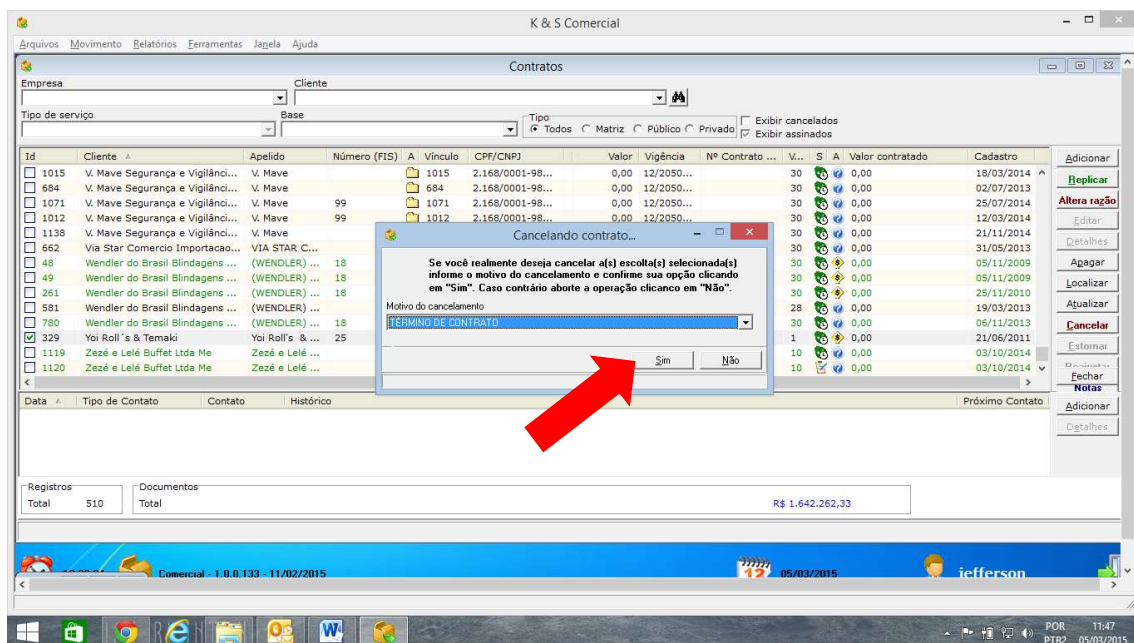 K & S Comercial
Arquivos Movimento Relatórios Ferramentas Janela Ajuda
Contratos
Empresa Cliente
Tipo de serviço Base Tipo
Todos Matriz Público Privado
Exibir cancelados
Exibir assinados
Id Cliente Apelido Número (FIS) A Vínculo CPF/CNPJ Valor Vigência Nº Contrato ... V... S A Valor contratado Cadastro
1015 V. Mave Segurança e Vigilânci... V. Mave 1015 2.168/0001-98... 0,00 12/2050... 30 0,00 18/03/2014
684 V. Mave Segurança e Vigilânci... V. Mave 684 2.168/0001-98... 0,00 12/2050... 30 0,00 02/07/2013
1071 V. Mave Segurança e Vigilânci... V. Mave 99 1071 2.168/0001-98... 0,00 12/2050... 30 0,00 25/07/2014
1012 V. Mave Segurança e Vigilânci... V. Mave 99 1012 2.168/0001-98... 0,00 12/2050... 30 0,00 12/03/2014
1138 V. Mave Segurança e Vigilânci... V. Mave 30 0,00 21/11/2014
662 Via Star Comercio Importacao... VIA STAR C... 30 0,00 31/05/2013
48 Wendler do Brasil Blindagens ... (WENDLER) ... 18 30 0,00 05/11/2009
49 Wendler do Brasil Blindagens ... (WENDLER) ... 18 30 0,00 05/11/2009
261 Wendler do Brasil Blindagens ... (WENDLER) ... 18 30 0,00 25/11/2010
581 Wendler do Brasil Blindagens ... (WENDLER) ... 28 0,00 19/03/2013
780 Wendler do Brasil Blindagens ... (WENDLER) ... 18 30 0,00 06/11/2013
329 Yoi Roll´s & Temaki Yoi Roll's & ... 25 1 0,00 21/06/2011
1119 Zezé e Lelé Buffet Ltda Me Zezé e Lelé ... 10 0,00 03/10/2014
1120 Zezé e Lelé Buffet Ltda Me Zezé e Lelé ... 10 0,00 03/10/2014
Adicionar
Replicar
Altera razão
Editar
Detalhes
Apagar
Localizar
Atualizar
Cancelar
Estornar
Fechar
Notas
Adicionar
Detalhes
Cancelando contrato...
Se você realmente deseja cancelar a(s) escolta(s) selecionada(s)
informe o motivo do cancelamento e confirme sua opção clicando
em "Sim". Caso contrário aborte a operação clicanco em "Não".
Motivo do cancelamento
TÉRMINO DE CONTRATO
Sim Não
Data Tipo de Contato Contato Histórico Próximo Contato
Registros Documentos
Total 510 Total R$ 1.642.262,33
Comercial - 1.0.0.133 - 11/02/2015 12 05/03/2015 jefferson
POR 11:47
PTB2 05/03/2015